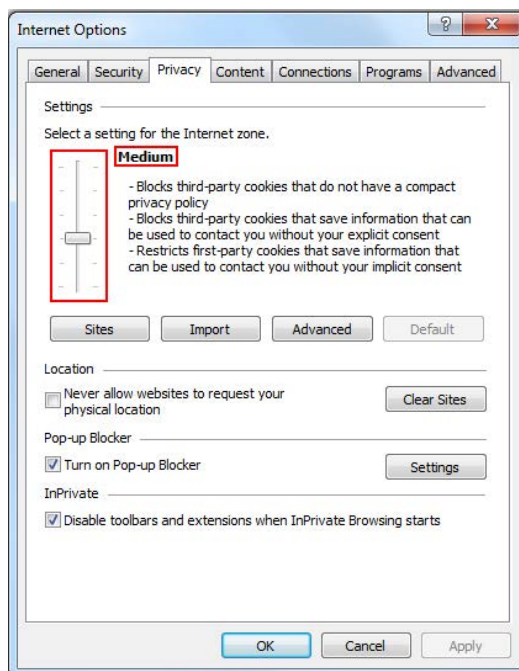 Internet Options
General Security Privacy Content Connections Programs Advanced
Settings
Select a setting for the Internet zone.
Medium
- Blocks third-party cookies that do not have a compact
privacy policy
- Blocks third-party cookies that save information that can
be used to contact you without your explicit consent
- Restricts first-party cookies that save information that
can be used to contact you without your implicit consent
Sites Import Advanced Default
Location
Never allow websites to request your
physical location
Clear Sites
Pop-up Blocker
Turn on Pop-up Blocker
Settings
InPrivate
Disable toolbars and extensions when InPrivate Browsing starts
OK Cancel Apply